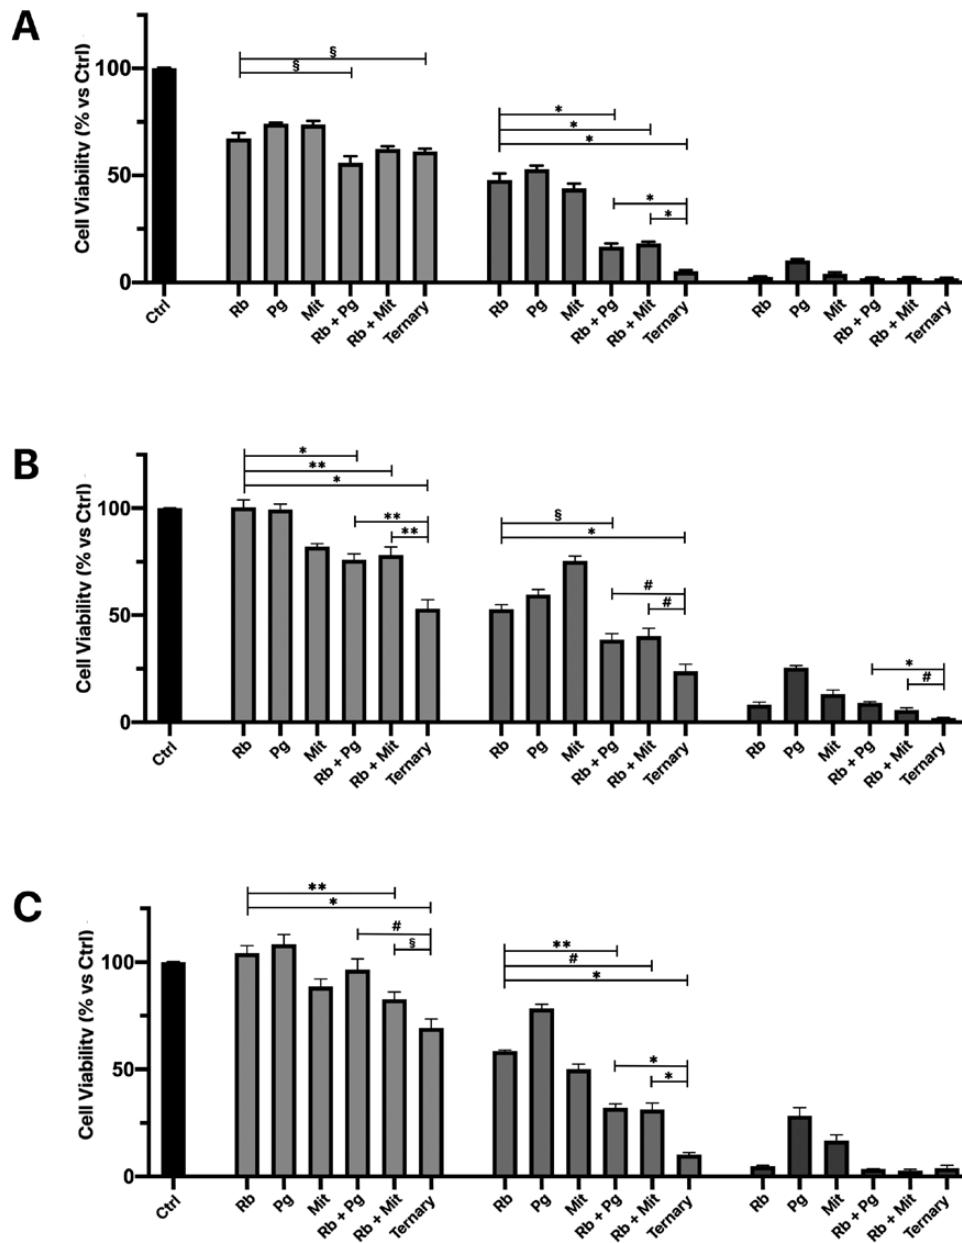 A
Cell Viability (% vs Ctrl)
100
50
0
§
§
*
*
*
*
*
Ctrl
Rb
Pg
Mit
Rb + Pg
Rb + Mit
Ternary
Rb
Pg
Mit
Rb + Pg
Rb + Mit
Ternary
Rb
Pg
Mit
Rb + Pg
Rb + Mit
Ternary
B
Cell Viability (% vs Ctrl)
100
50
0
*
**
*
**
**
§
*
#
#
*
#
Ctrl
Rb
Pg
Mit
Rb + Pg
Rb + Mit
Ternary
Rb
Pg
Mit
Rb + Pg
Rb + Mit
Ternary
Rb
Pg
Mit
Rb + Pg
Rb + Mit
Ternary
C
Cell Viability (% vs Ctrl)
100
50
0
**
*
#
§
**
#
*
*
*
Ctrl
Rb
Pg
Mit
Rb + Pg
Rb + Mit
Ternary
Rb
Pg
Mit
Rb + Pg
Rb + Mit
Ternary
Rb
Pg
Mit
Rb + Pg
Rb + Mit
Ternary